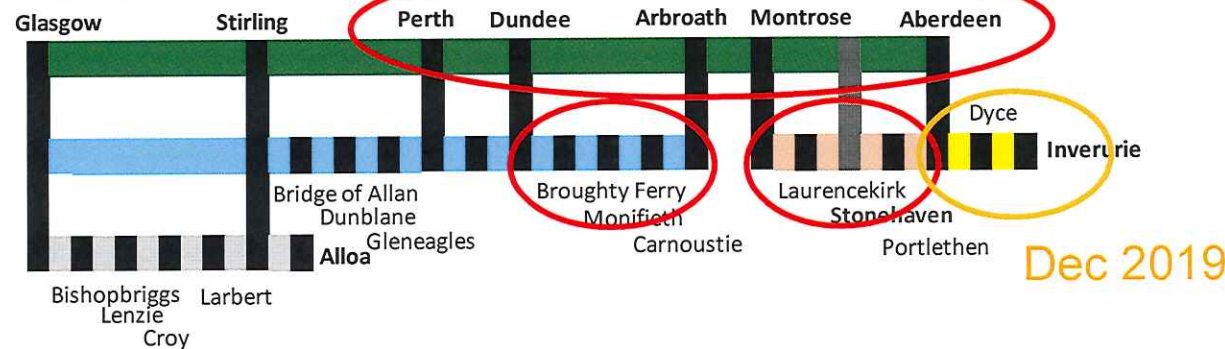 Glasgow Stirling Perth Dundee Arbroath Montrose Aberdeen
Dyce
Inverurie
Bridge of Allan
Dunblane
Gleneagles
Broughty Ferry
Monifieth
Carnoustie
Laurencekirk
Stonehaven
Portlethen
Alloa
Bishopbriggs
Lenzie
Croy
Larbert
Dec 2019